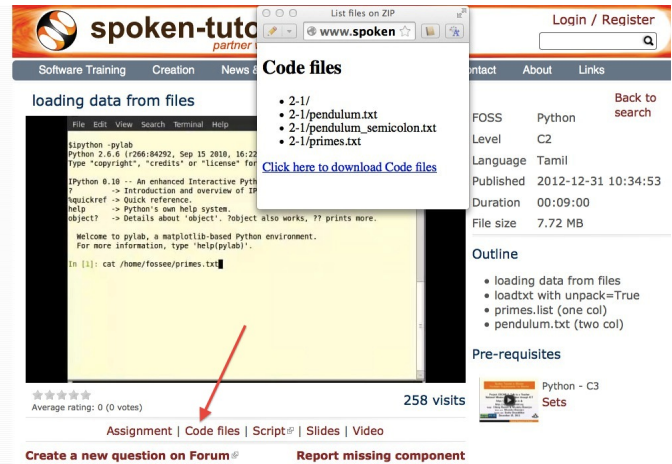 spoken-tuto
partner
List files on ZIP
www.spoken
Code files
2-1/
2-1/pendulum.txt
2-1/pendulum_semicolon.txt
2-1/primes.txt
Click here to download Code files
Login / Register
Software Training Creation News ntact About Links
loading data from files
Back to
search
File Edit View Search Terminal Help
$ipython -pylab
Python 2.6.6 (r266:84292, Sep 15 2010, 16:22
Type "copyright", "credits" or "license" for
IPython 0.10 -- An enhanced Interactive Pyth
? -> Introduction and overview of IP
%quickref -> Quick reference.
help -> Python's own help system.
object? -> Details about 'object'. ?object also works, ?? prints more.
Welcome to pylab, a matplotlib-based Python environment.
For more information, type 'help(pylab)'.
In [1]: cat /home/fossee/primes.txt
FOSS Python
Level C2
Language Tamil
Published 2012-12-31 10:34:53
Duration 00:09:00
File size 7.72 MB
Outline
loading data from files
loadtxt with unpack=True
primes.list (one col)
pendulum.txt (two col)
Pre-requisites
Python - C3
Sets
Average rating: 0 (0 votes)
258 visits
Assignment | Code files | Script | Slides | Video
Create a new question on Forum
Report missing component